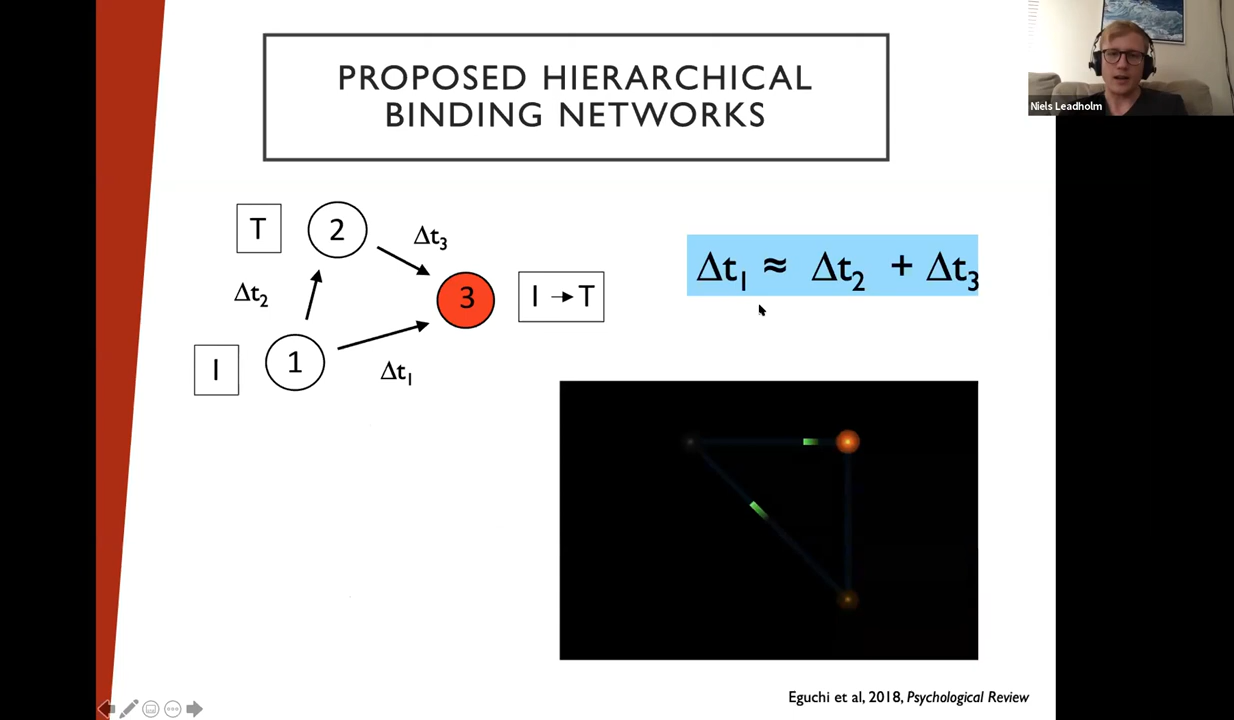 PROPOSED HIERARCHICAL
BINDING NETWORKS
Niels Leadholm
T
2
Δt3
Δt2
3
I → T
I
1
Δt1
Δt1 ≈ Δt2 + Δt3
Eguchi et al, 2018, Psychological Review